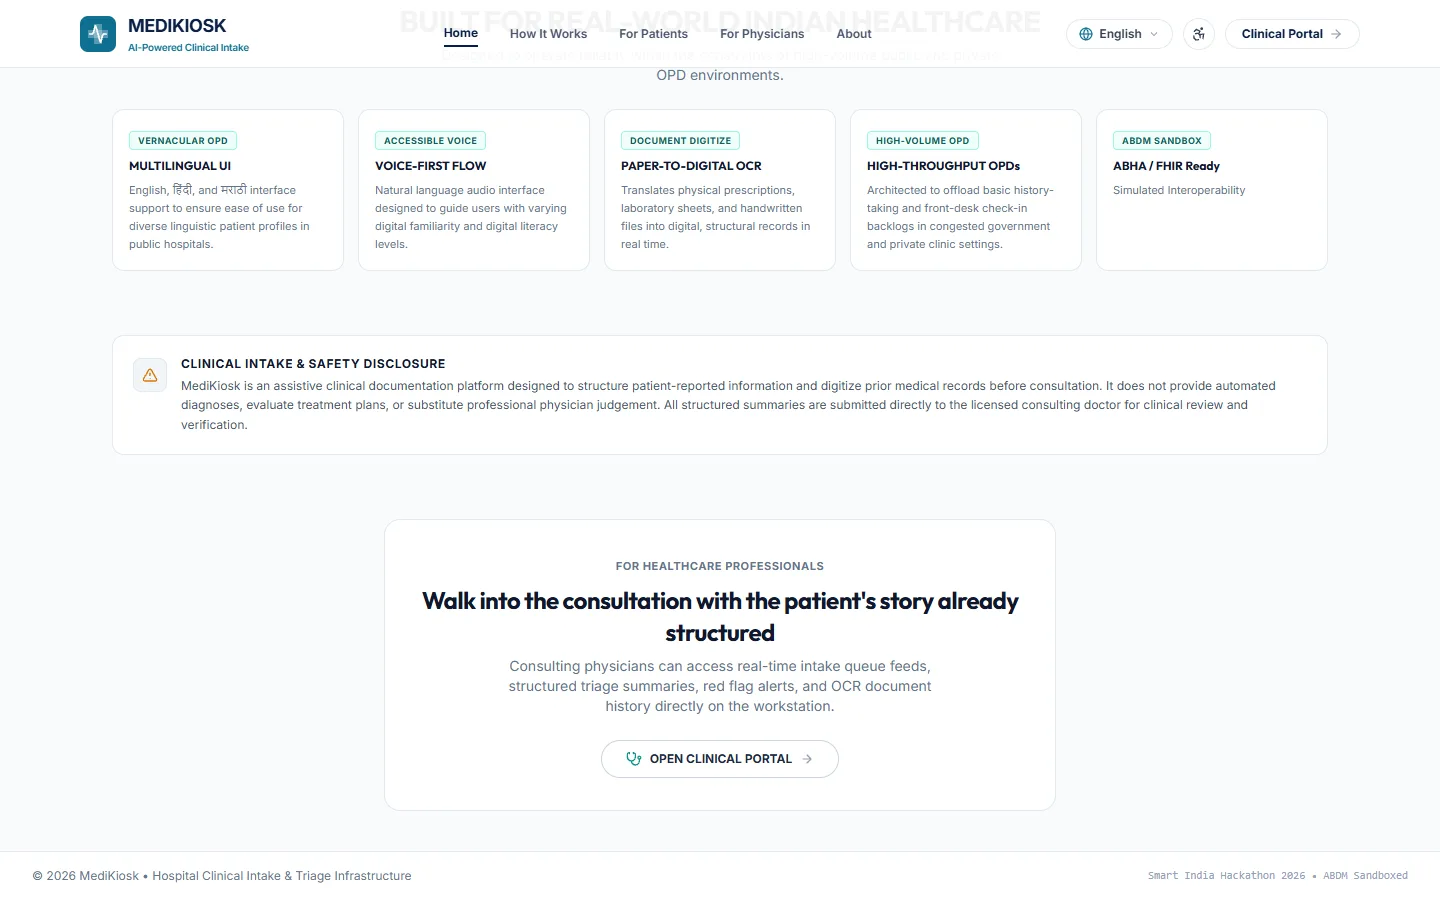 MEDIKIOSK
AI-Powered Clinical Intake
Home
How It Works
For Patients
For Physicians
About
English
Clinical Portal
BUILT FOR REAL-WORLD INDIAN HEALTHCARE
OPD environments.
VERNACULAR OPD
MULTILINGUAL UI
English, हिंदी, and मराठी interface
support to ensure ease of use for
diverse linguistic patient profiles in
public hospitals.
ACCESSIBLE VOICE
VOICE-FIRST FLOW
Natural language audio interface
designed to guide users with varying
digital familiarity and digital literacy
levels.
DOCUMENT DIGITIZE
PAPER-TO-DIGITAL OCR
Translates physical prescriptions,
laboratory sheets, and handwritten
files into digital, structural records in
real time.
HIGH-VOLUME OPD
HIGH-THROUGHPUT OPDs
Architected to offload basic history-
taking and front-desk check-in
backlogs in congested government
and private clinic settings.
ABDM SANDBOX
ABHA / FHIR Ready
Simulated Interoperability
CLINICAL INTAKE & SAFETY DISCLOSURE
MediKiosk is an assistive clinical documentation platform designed to structure patient-reported information and digitize prior medical records before consultation. It does not provide automated
diagnoses, evaluate treatment plans, or substitute professional physician judgement. All structured summaries are submitted directly to the licensed consulting doctor for clinical review and
verification.
FOR HEALTHCARE PROFESSIONALS
Walk into the consultation with the patient's story already
structured
Consulting physicians can access real-time intake queue feeds,
structured triage summaries, red flag alerts, and OCR document
history directly on the workstation.
OPEN CLINICAL PORTAL
© 2026 MediKiosk • Hospital Clinical Intake & Triage Infrastructure
Smart India Hackathon 2026 • ABDM Sandboxed